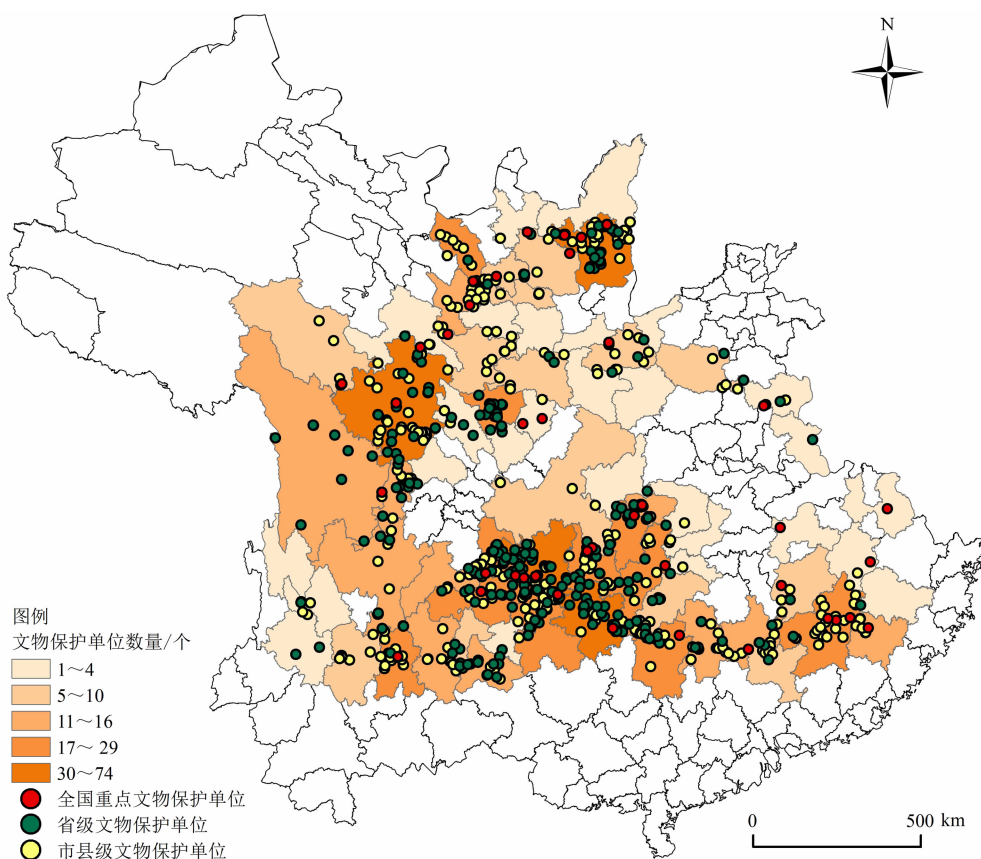 N
图例
文物保护单位数量/个
1～4
5～10
11～16
17～29
30～74
全国重点文物保护单位
省级文物保护单位
市县级文物保护单位
0 500 km